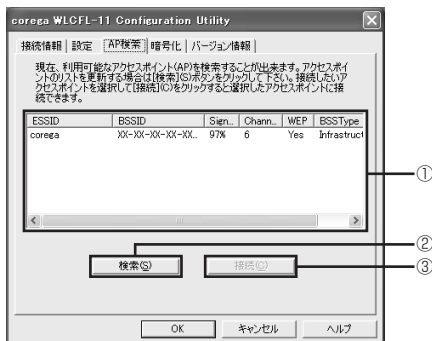 corega WLCFL-11 Configuration Utility
接続情報 設定 AP検索 暗号化 バージョン情報
現在、利用可能なアクセスポイント(AP)を検索することが出来ます。アクセスポイ
ントのリストを更新する場合は[検索](S)ボタンをクリックして下さい。接続したいア
クセスポイントを選択して[接続](C)をクリックすると選択したアクセスポイントに接
続できます。
ESSID BSSID Sign.. Chann.. WEP BSSType
corega XX-XX-XX-XX-XX... 97% 6 Yes Infrastruct
①
②
検索(S) 接続(C)
③
OK キャンセル ヘルプ